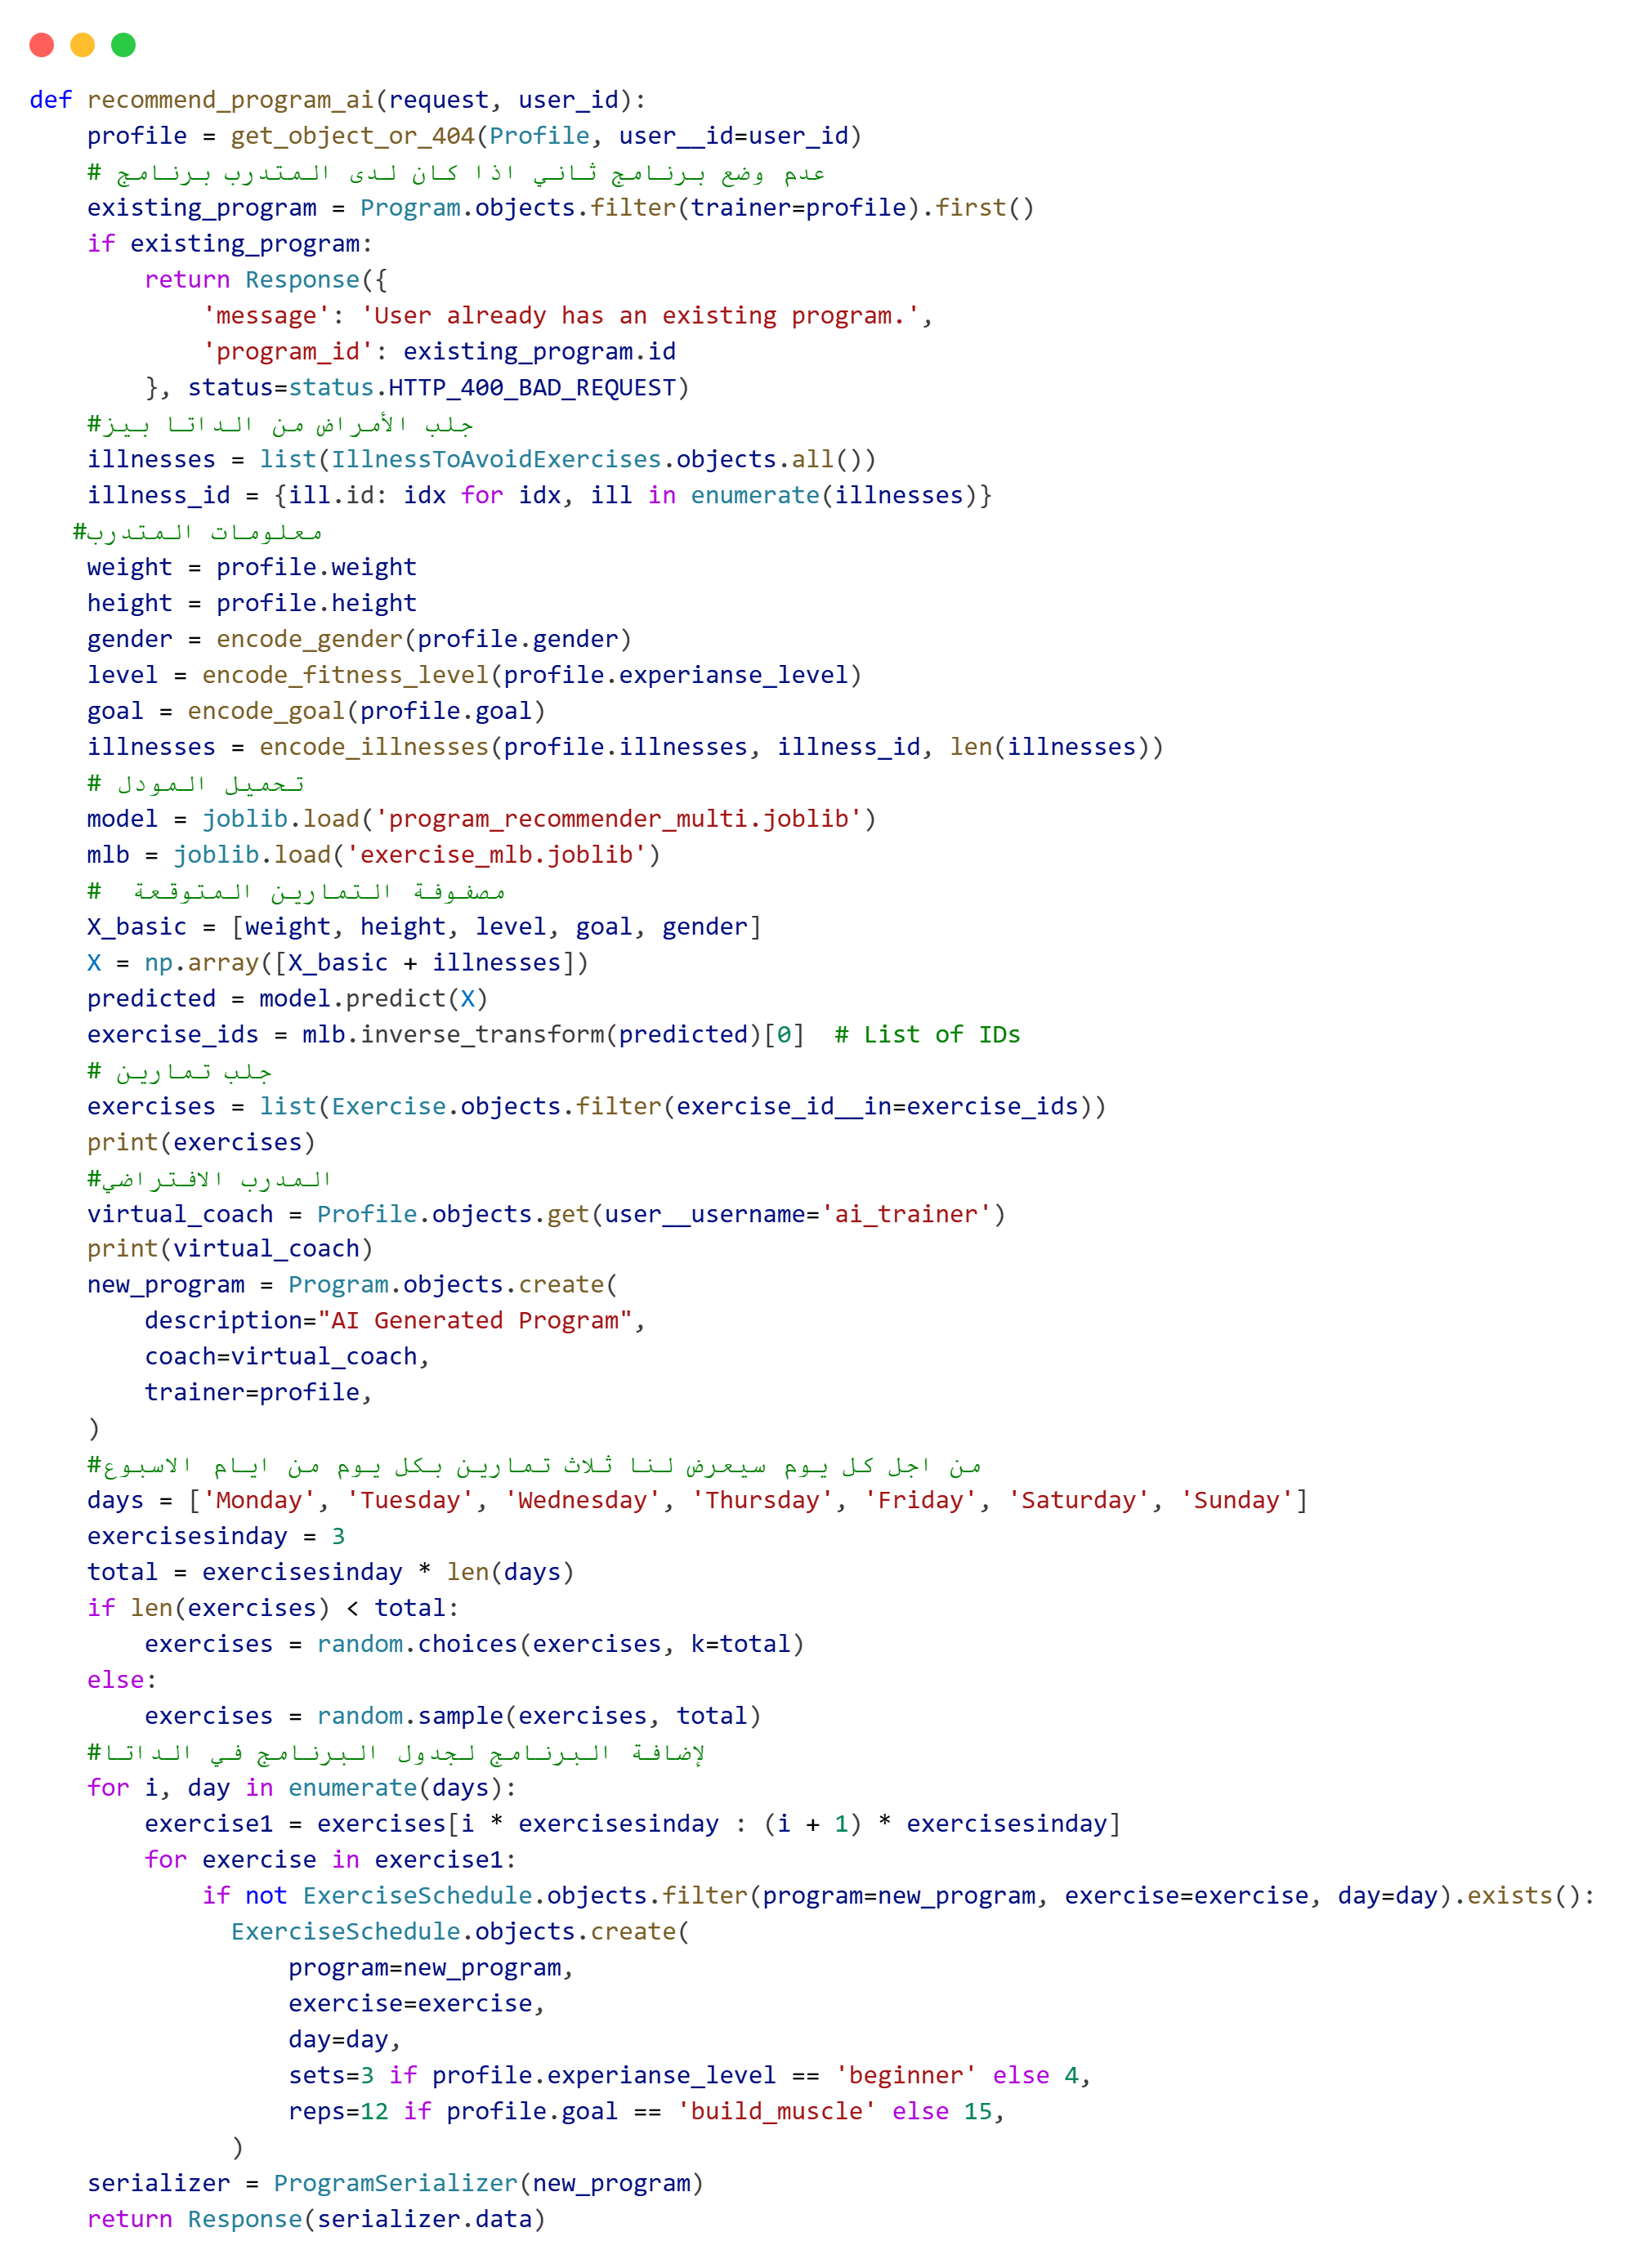 def recommend_program_ai(request, user_id):
    profile = get_object_or_404(Profile, user__id=user_id)
    # عدم وضع برنامج ثاني اذا كان لدى المتدرب برنامج
    existing_program = Program.objects.filter(trainer=profile).first()
    if existing_program:
        return Response({
            'message': 'User already has an existing program.',
            'program_id': existing_program.id
        }, status=status.HTTP_400_BAD_REQUEST)
    #جلب الأمراض من الداتا بيز
    illnesses = list(IllnessToAvoidExercises.objects.all())
    illness_id = {ill.id: idx for idx, ill in enumerate(illnesses)}
   #معلومات المتدرب
    weight = profile.weight
    height = profile.height
    gender = encode_gender(profile.gender)
    level = encode_fitness_level(profile.experianse_level)
    goal = encode_goal(profile.goal)
    illnesses = encode_illnesses(profile.illnesses, illness_id, len(illnesses))
    # تحميل المودل
    model = joblib.load('program_recommender_multi.joblib')
    mlb = joblib.load('exercise_mlb.joblib')
    #  مصفوفة التمارين المتوقعة
    X_basic = [weight, height, level, goal, gender]
    X = np.array([X_basic + illnesses])
    predicted = model.predict(X)
    exercise_ids = mlb.inverse_transform(predicted)[0]  # List of IDs
    # جلب تمارين
    exercises = list(Exercise.objects.filter(exercise_id__in=exercise_ids))
    print(exercises)
    #المدرب الافتراضي
    virtual_coach = Profile.objects.get(user__username='ai_trainer')
    print(virtual_coach)
    new_program = Program.objects.create(
        description="AI Generated Program",
        coach=virtual_coach,
        trainer=profile,
    )
    #من اجل كل يوم سيعرض لنا ثلاث تمارين بكل يوم من ايام الاسبوع
    days = ['Monday', 'Tuesday', 'Wednesday', 'Thursday', 'Friday', 'Saturday', 'Sunday']
    exercisesinday = 3
    total = exercisesinday * len(days)
    if len(exercises) < total:
        exercises = random.choices(exercises, k=total)
    else:
        exercises = random.sample(exercises, total)
    #لإضافة البرنامج لجدول البرنامج في الداتا
    for i, day in enumerate(days):
        exercise1 = exercises[i * exercisesinday : (i + 1) * exercisesinday]
        for exercise in exercise1:
            if not ExerciseSchedule.objects.filter(program=new_program, exercise=exercise, day=day).exists():
              ExerciseSchedule.objects.create(
                  program=new_program,
                  exercise=exercise,
                  day=day,
                  sets=3 if profile.experianse_level == 'beginner' else 4,
                  reps=12 if profile.goal == 'build_muscle' else 15,
              )
    serializer = ProgramSerializer(new_program)
    return Response(serializer.data)